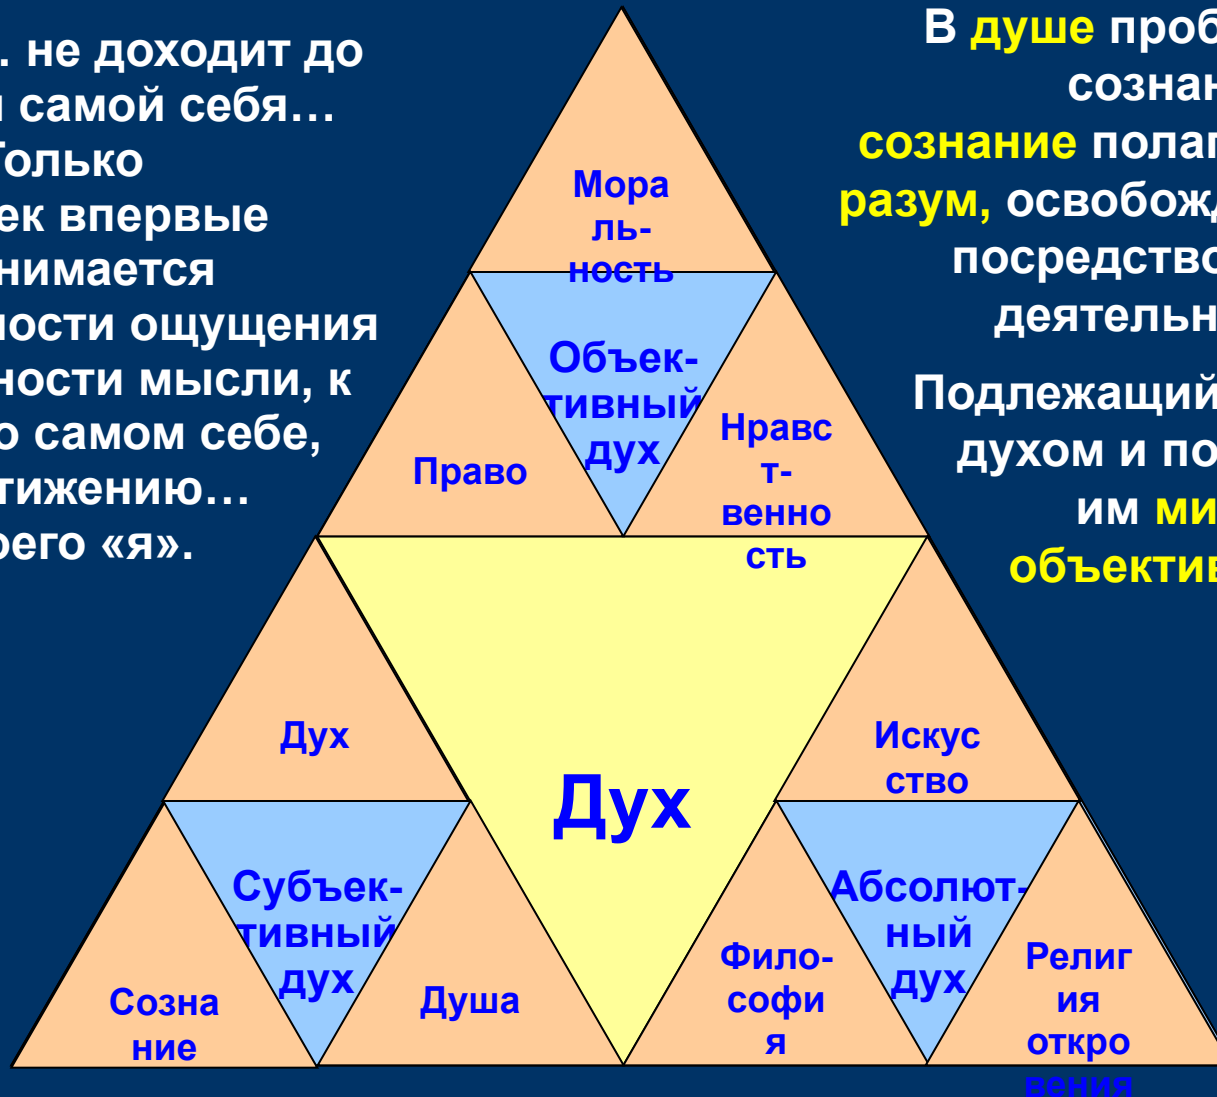 . не доходит до
самой себя…
Только
ек впервые
нимается
ности ощущения
ности мысли, к
о самом себе,
тижению…
оего «я».
В душе проб
сознан
сознание полаг
разум, освобожд
посредство
деятельн
Подлежащий
духом и по
им ми
объектив
Мора
ль-
ность
Объек-
тивный
дух
Право
Нравс
т-
венно
сть
Дух
Искус
ство
Дух
Субъек-
тивный
дух
Абсолют-
ный
дух
Созна
ние
Душа
Фило-
софи
я
Религ
ия
откро
вения